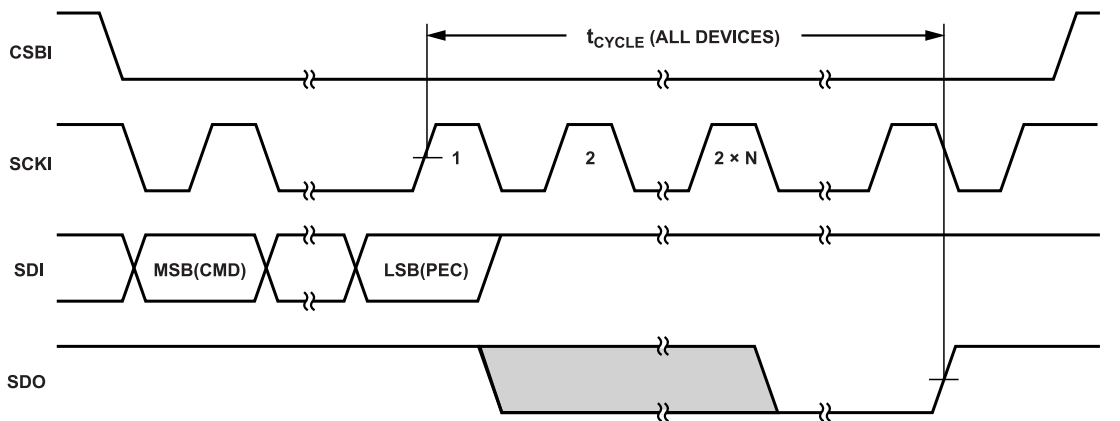 CSBI
tCYCLE (ALL DEVICES)
SCKI
1
2
2 × N
SDI
MSB(CMD)
LSB(PEC)
SDO